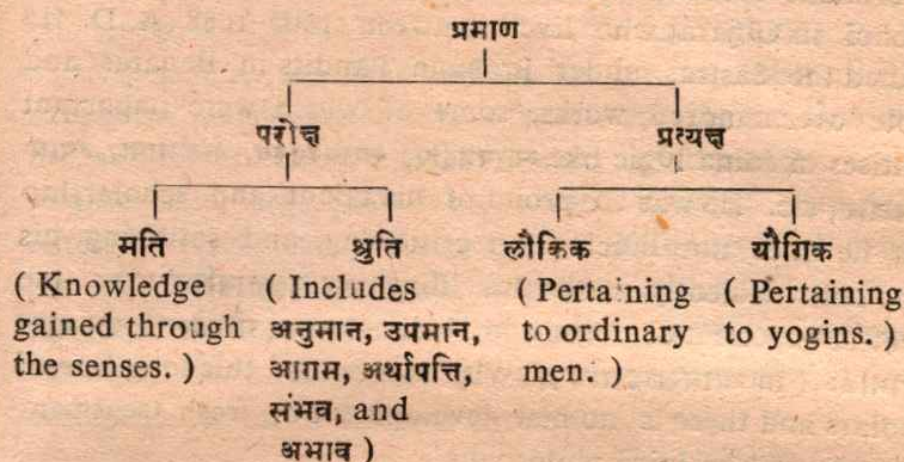 प्रमाण
परोक्ष प्रत्यक्ष
मति श्रुति लौकिक यौगिक
( Knowledge ( Includes ( Pertaining ( Pertaining
gained through अनुमान, उपमान, to ordinary to yogins. )
the senses. ) आगम, अर्थापत्ति, men. )
संभव, and
अभाव )